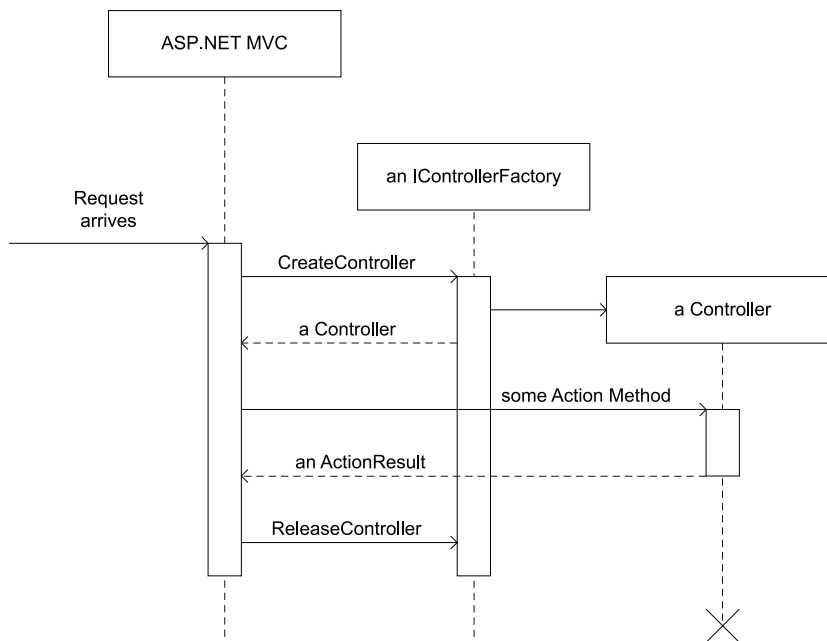 ASP.NET MVC
an IControllerFactory
Request
arrives
CreateController
a Controller
a Controller
some Action Method
an ActionResult
ReleaseController